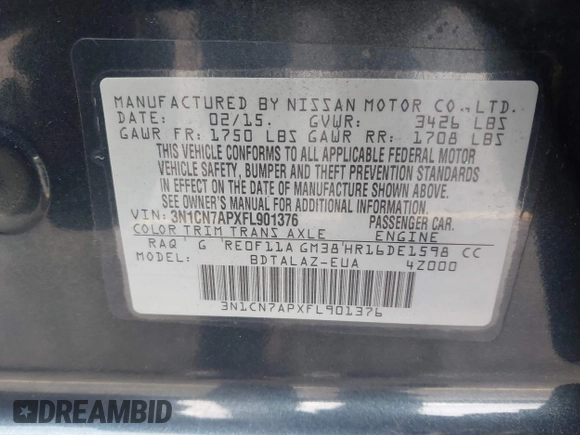 MANUFACTURED BY NISSAN MOTOR CO.,LTD.
DATE: 02/15. GVWR: 3426 LBS
GAWR FR: 1750 LBS GAWR RR: 1708 LBS
THIS VEHICLE CONFORMS TO ALL APPLICABLE FEDERAL MOTOR
VEHICLE SAFETY, BUMPER AND THEFT PREVENTION STANDARDS
IN EFFECT ON THE DATE OF MANUFACTURE SHOWN ABOVE.
SEE OWNER'S MANUAL FOR ADDITIONAL INFORMATION.
VIN: 3N1CN7APXFL901376 PASSENGER CAR.
COLOR TRIM TRANS AXLE ENGINE
RAQ G RE0F11A GM38 HR16DE1598 CC
MODEL: BDTALAZ-EUA 4Z000
3N1CN7APXFL901376
DREAMBID